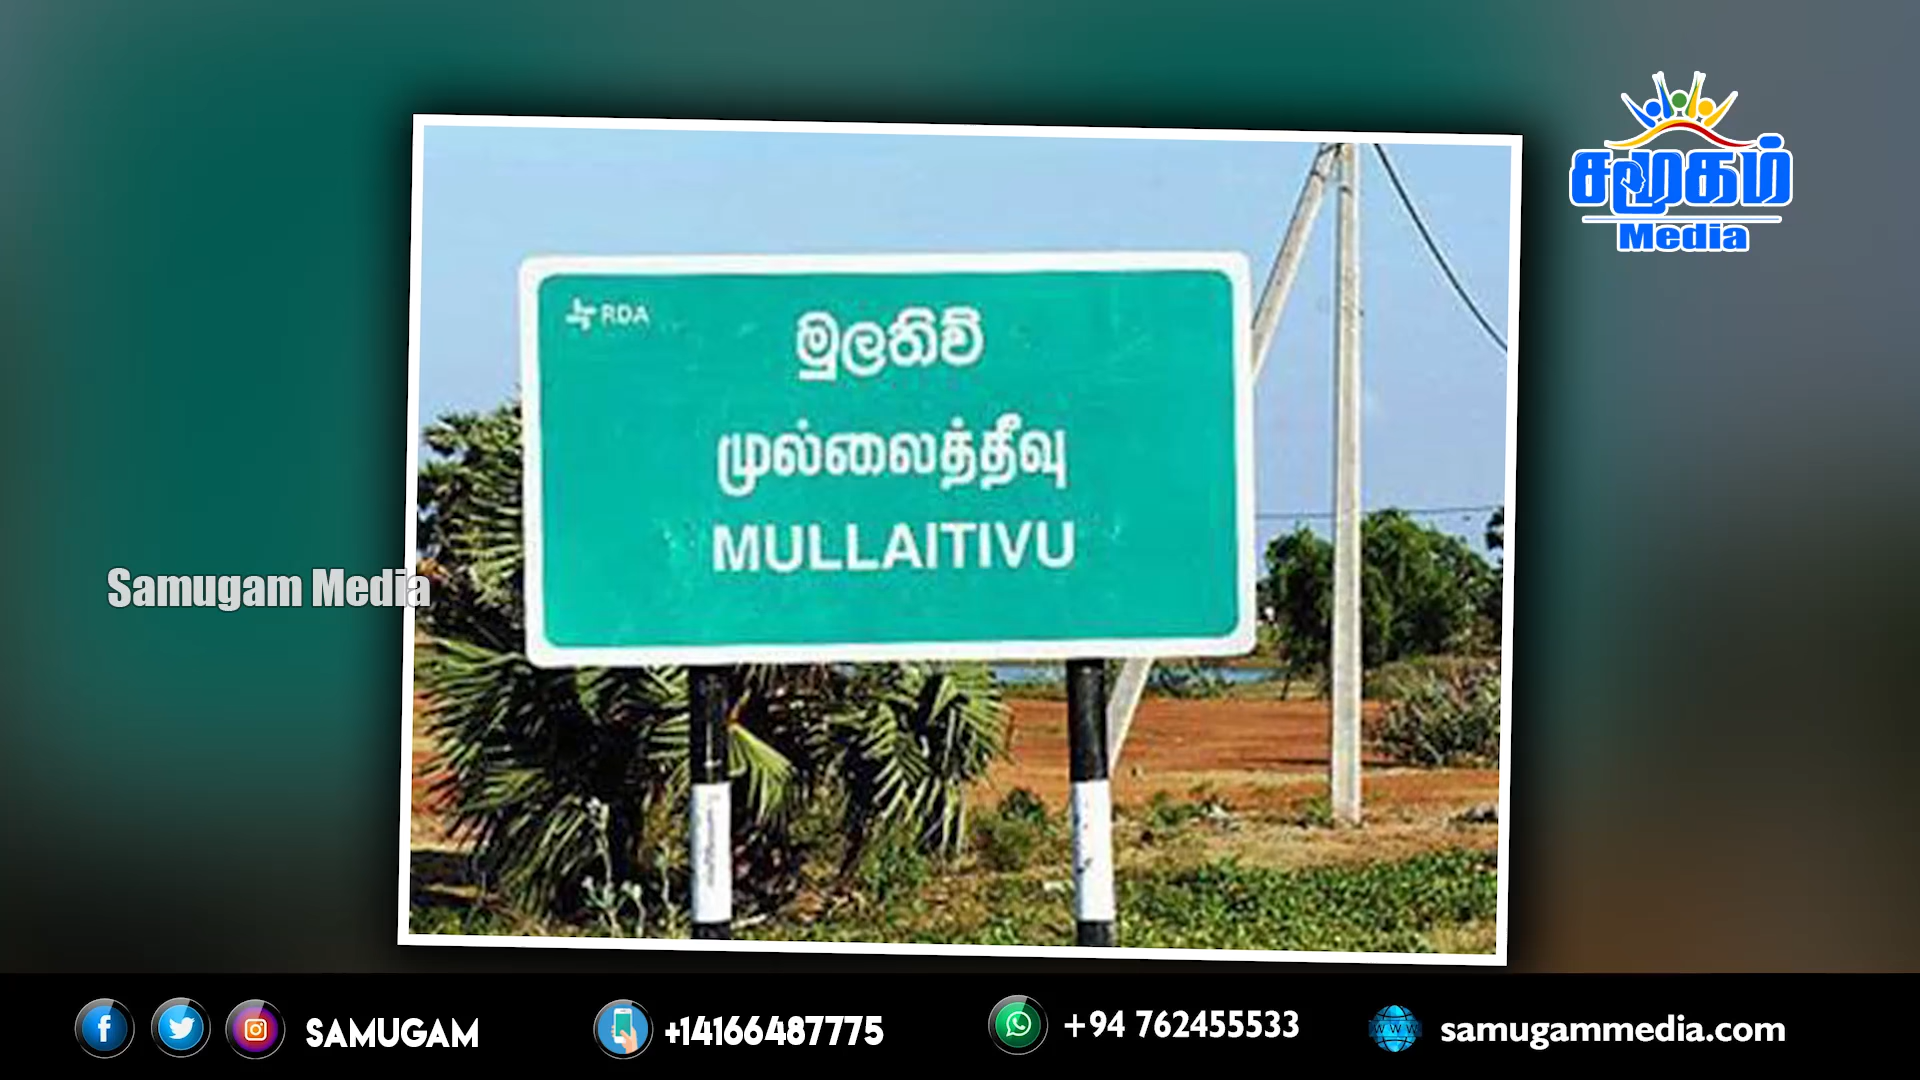 சமூகம்
Media
RDA
මුලතිව්
முல்லைத்தீவு
MULLAITIVU
Samugam Media
SAMUGAM
+14166487775
+94 762455533
samugammedia.com